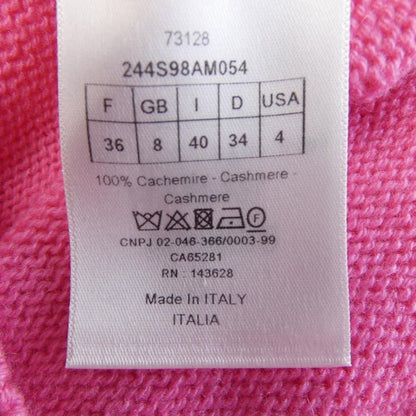 73128
244S98AM054
F GB I D USA
36 8 40 34 4
100% Cachemire - Cashmere -
Cashmere
F
CNPJ 02-046-366/0003-99
CA65281
RN : 143628
Made In ITALY
ITALIA